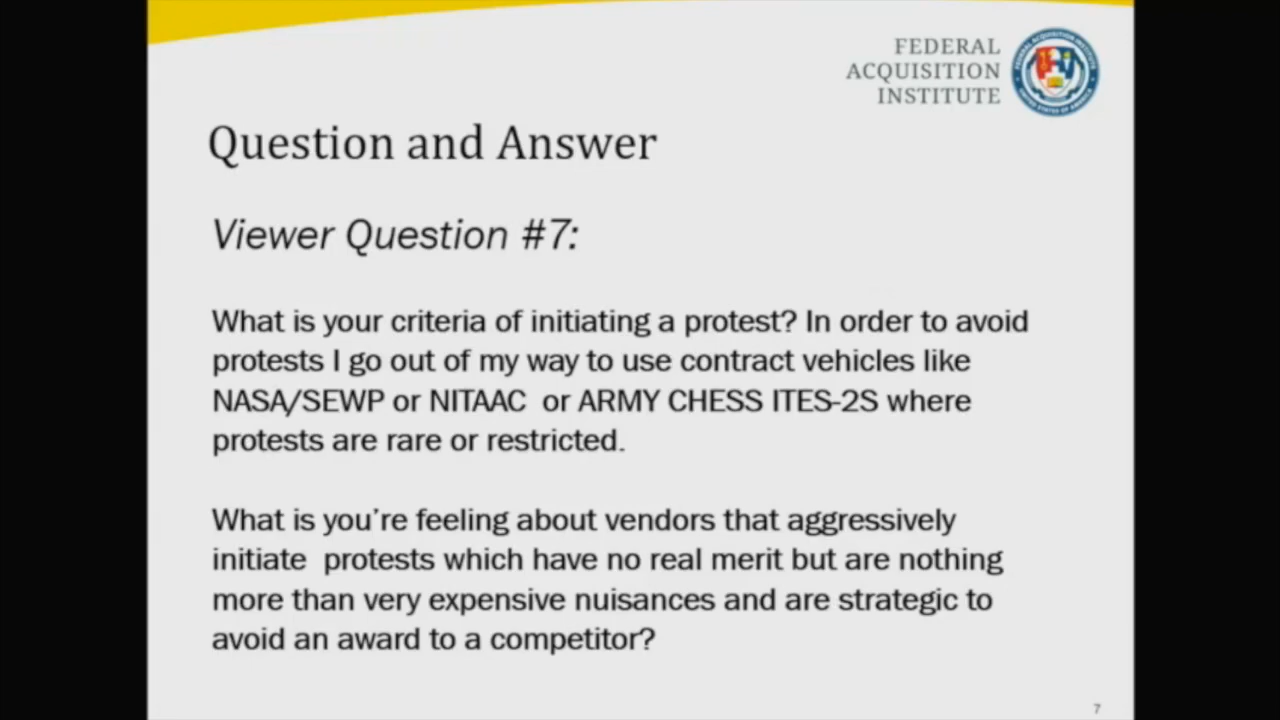 FEDERAL
ACQUISITION
INSTITUTE
Question and Answer
Viewer Question #7:
What is your criteria of initiating a protest? In order to avoid
protests I go out of my way to use contract vehicles like
NASA/SEWP or NITAAC  or ARMY CHESS ITES-2S where
protests are rare or restricted.
What is you're feeling about vendors that aggressively
initiate  protests which have no real merit but are nothing
more than very expensive nuisances and are strategic to
avoid an award to a competitor?
7